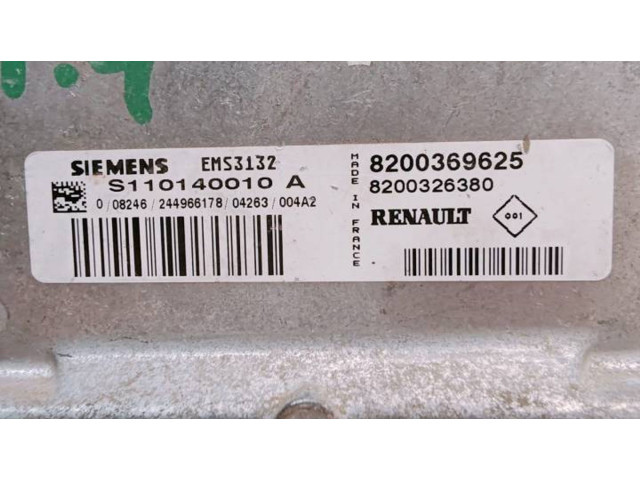 SIEMENS EMS3132
S110140010 A
0/08246/244966178/04263/004A2
MADE IN FRANCE
8200369625
8200326380
RENAULT 001